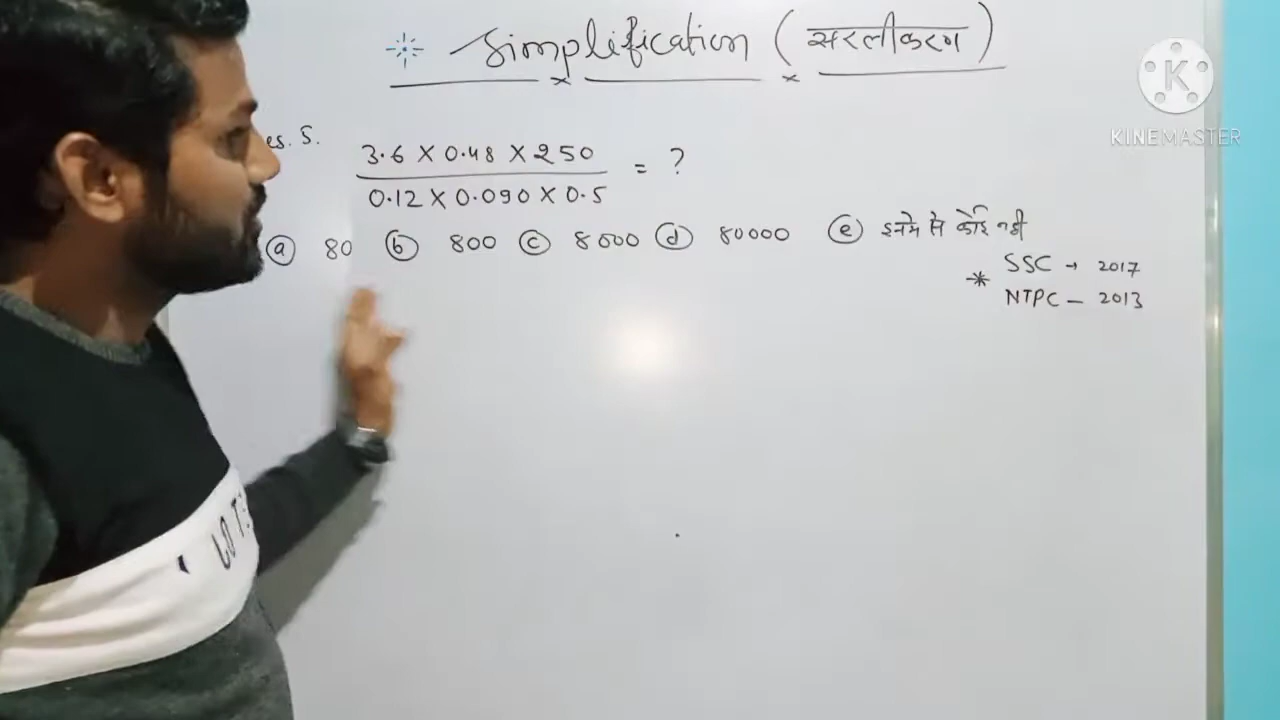 * Simplification (सरलीकरण)
KINEMASTER
es. 5.
3.6 X 0.48 X 250
0.12 X 0.090 X 0.5
= ?
(a) 80 (b) 800 (c) 8000 (d) 80000 (e) इनमे से कोई नही
* SSC → 2017
NTPC - 2013